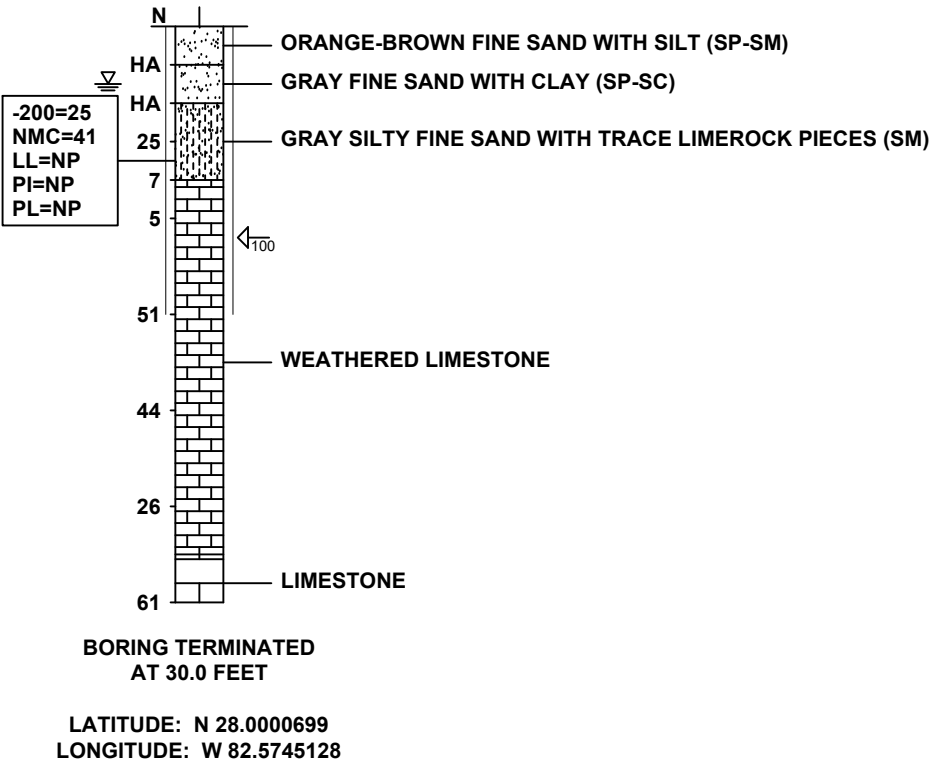 N
ORANGE-BROWN FINE SAND WITH SILT (SP-SM)
HA
GRAY FINE SAND WITH CLAY (SP-SC)
HA
-200=25
NMC=41
LL=NP
PI=NP
PL=NP
25
GRAY SILTY FINE SAND WITH TRACE LIMEROCK PIECES (SM)
7
5
100
51
WEATHERED LIMESTONE
44
26
LIMESTONE
61
BORING TERMINATED
AT 30.0 FEET
LATITUDE: N 28.0000699
LONGITUDE: W 82.5745128